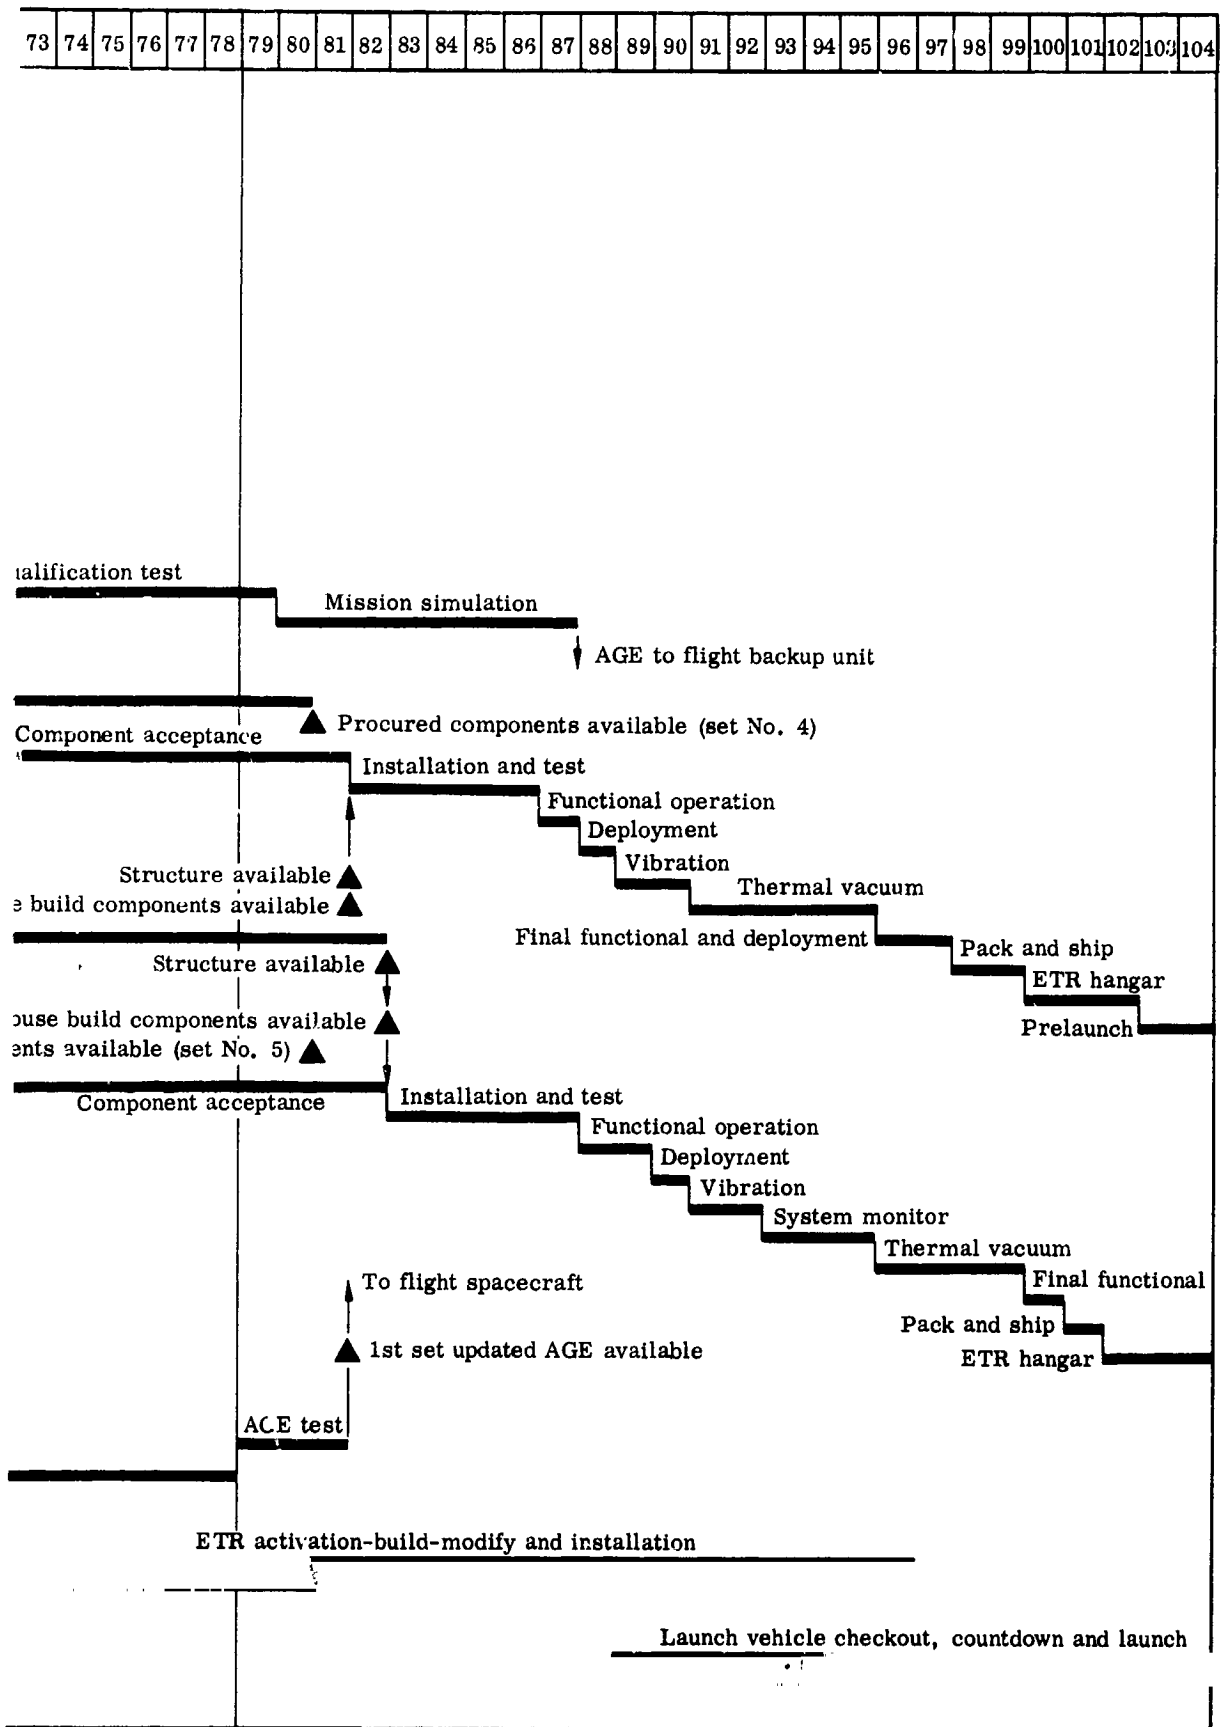 73 74 75 76 77 78 79 80 81 82 83 84 85 86 87 88 89 90 91 92 93 94 95 96 97 98 99 100 101 102 103 104
ualification test
Mission simulation
AGE to flight backup unit
Procured components available (set No. 4)
Component acceptance
Installation and test
Functional operation
Deployment
Vibration
Structure available
Thermal vacuum
e build components available
Final functional and deployment
Pack and ship
Structure available
ETR hangar
ouse build components available
Prelaunch
ents available (set No. 5)
Installation and test
Component acceptance
Functional operation
Deployment
Vibration
System monitor
Thermal vacuum
To flight spacecraft
Final functional
Pack and ship
1st set updated AGE available
ETR hangar
AGE test
ETR activation-build-modify and installation
Launch vehicle checkout, countdown and launch